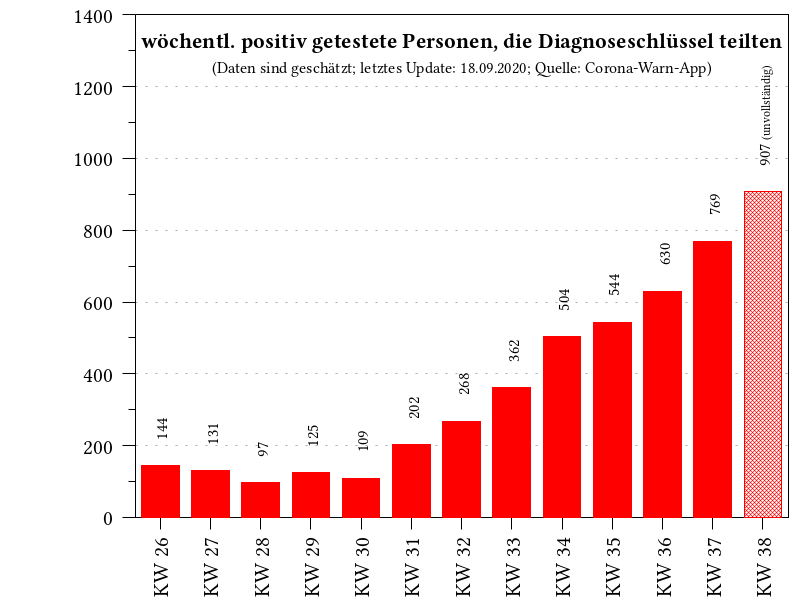 wöchentl. positiv getestete Personen, die Diagnoseschlüssel teilten
(Daten sind geschätzt; letztes Update: 18.09.2020; Quelle: Corona-Warn-App)
1400
1200
1000
800
600
400
200
0
144
131
97
125
109
202
268
362
504
544
630
769
907 (unvollständig)
KW 26
KW 27
KW 28
KW 29
KW 30
KW 31
KW 32
KW 33
KW 34
KW 35
KW 36
KW 37
KW 38